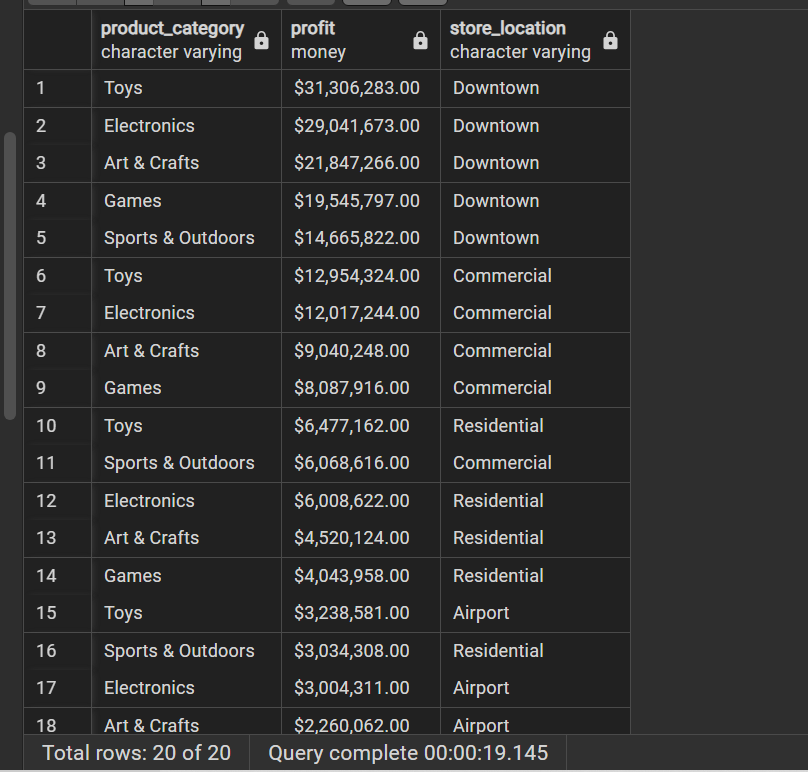 product_category profit store_location
character varying money character varying
1 Toys $31,306,283.00 Downtown
2 Electronics $29,041,673.00 Downtown
3 Art & Crafts $21,847,266.00 Downtown
4 Games $19,545,797.00 Downtown
5 Sports & Outdoors $14,665,822.00 Downtown
6 Toys $12,954,324.00 Commercial
7 Electronics $12,017,244.00 Commercial
8 Art & Crafts $9,040,248.00 Commercial
9 Games $8,087,916.00 Commercial
10 Toys $6,477,162.00 Residential
11 Sports & Outdoors $6,068,616.00 Commercial
12 Electronics $6,008,622.00 Residential
13 Art & Crafts $4,520,124.00 Residential
14 Games $4,043,958.00 Residential
15 Toys $3,238,581.00 Airport
16 Sports & Outdoors $3,034,308.00 Residential
17 Electronics $3,004,311.00 Airport
18 Art & Crafts $2,260,062.00 Airport
Total rows: 20 of 20 Query complete 00:00:19.145